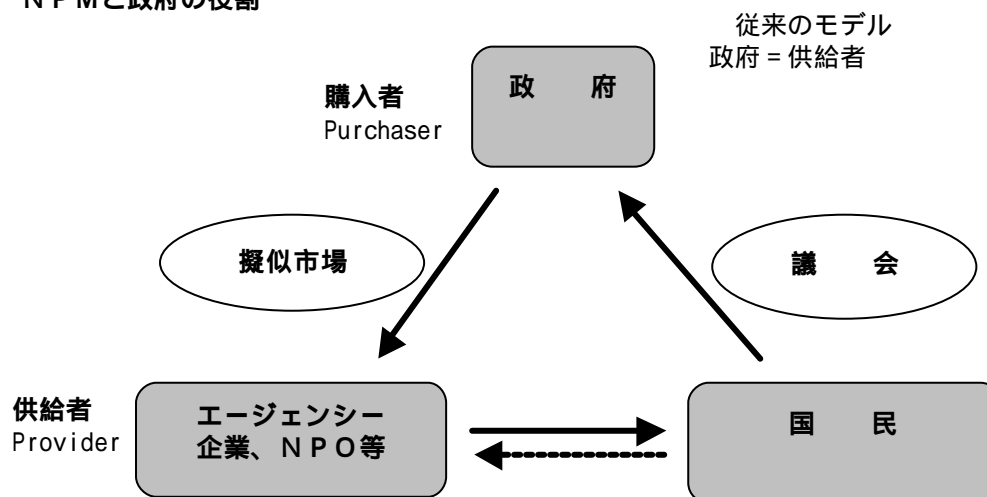 ＮＰＭと政府の役割
従来のモデル
政府＝供給者
政　　府
購入者
Purchaser
擬似市場
議　　会
供給者
Provider
エージェンシー
企業、ＮＰＯ等
国　　民